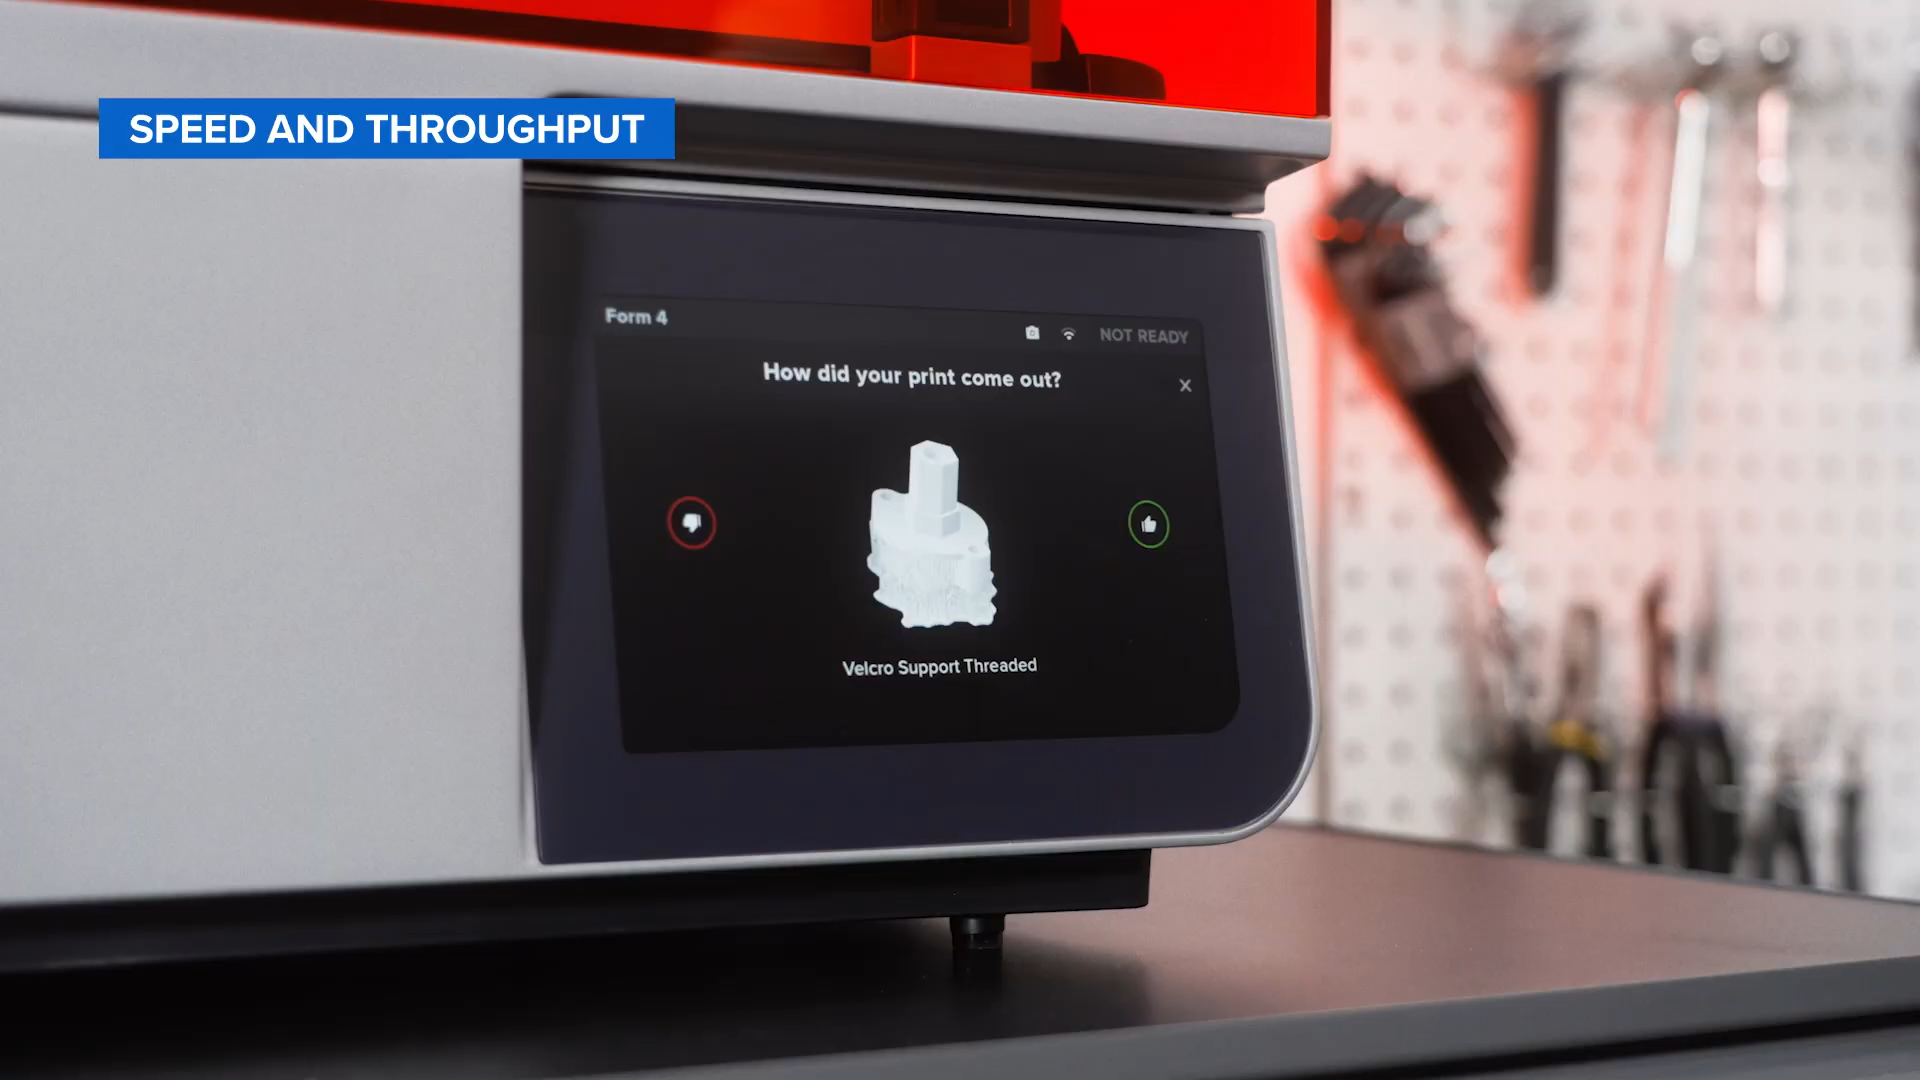 SPEED AND THROUGHPUT
Form 4
NOT READY
How did your print come out?
X
Velcro Support Threaded